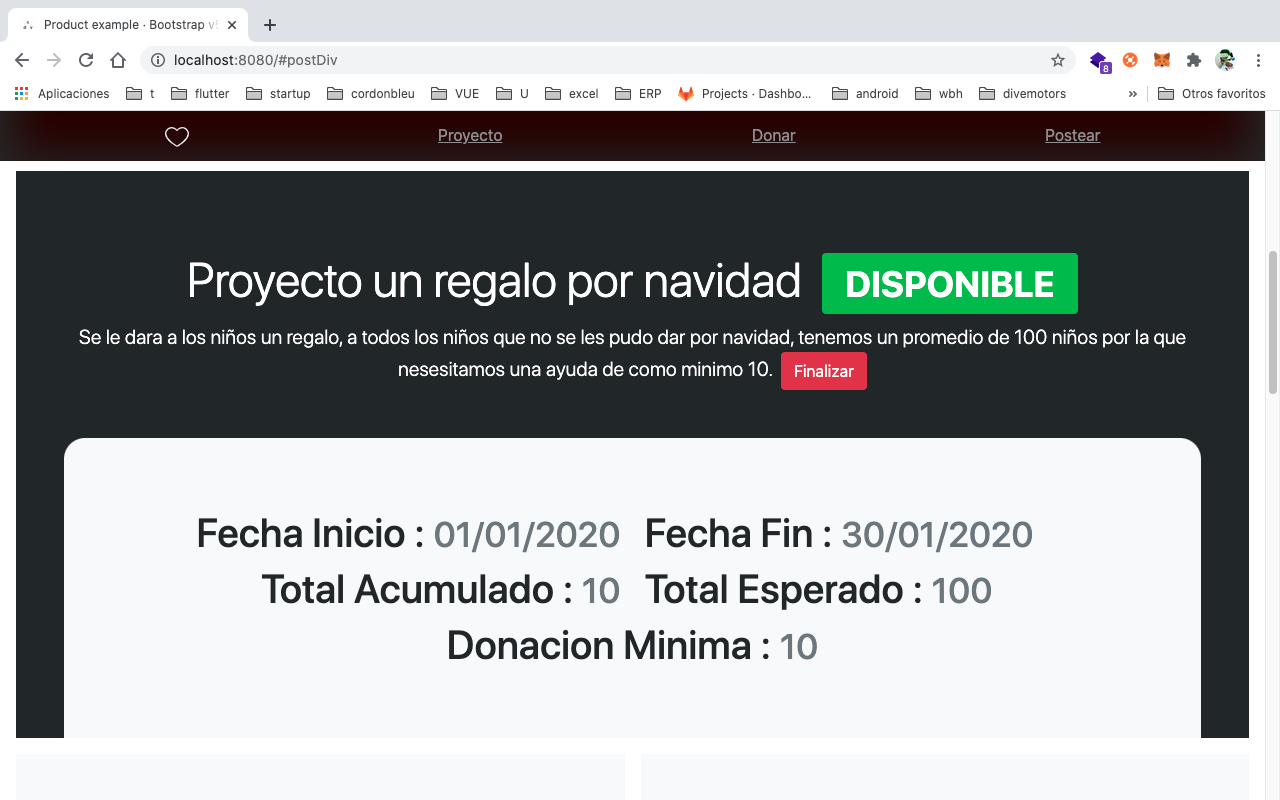 Product example · Bootstrap v5
localhost:8080/#postDiv
8
Aplicaciones t flutter startup cordonbleu VUE U excel ERP Projects · Dashbo... android wbh divemotors » Otros favoritos
Proyecto Donar Postear
Proyecto un regalo por navidad DISPONIBLE
Se le dara a los niños un regalo, a todos los niños que no se les pudo dar por navidad, tenemos un promedio de 100 niños por la que
nesesitamos una ayuda de como minimo 10. Finalizar
Fecha Inicio : 01/01/2020 Fecha Fin : 30/01/2020
Total Acumulado : 10 Total Esperado : 100
Donacion Minima : 10